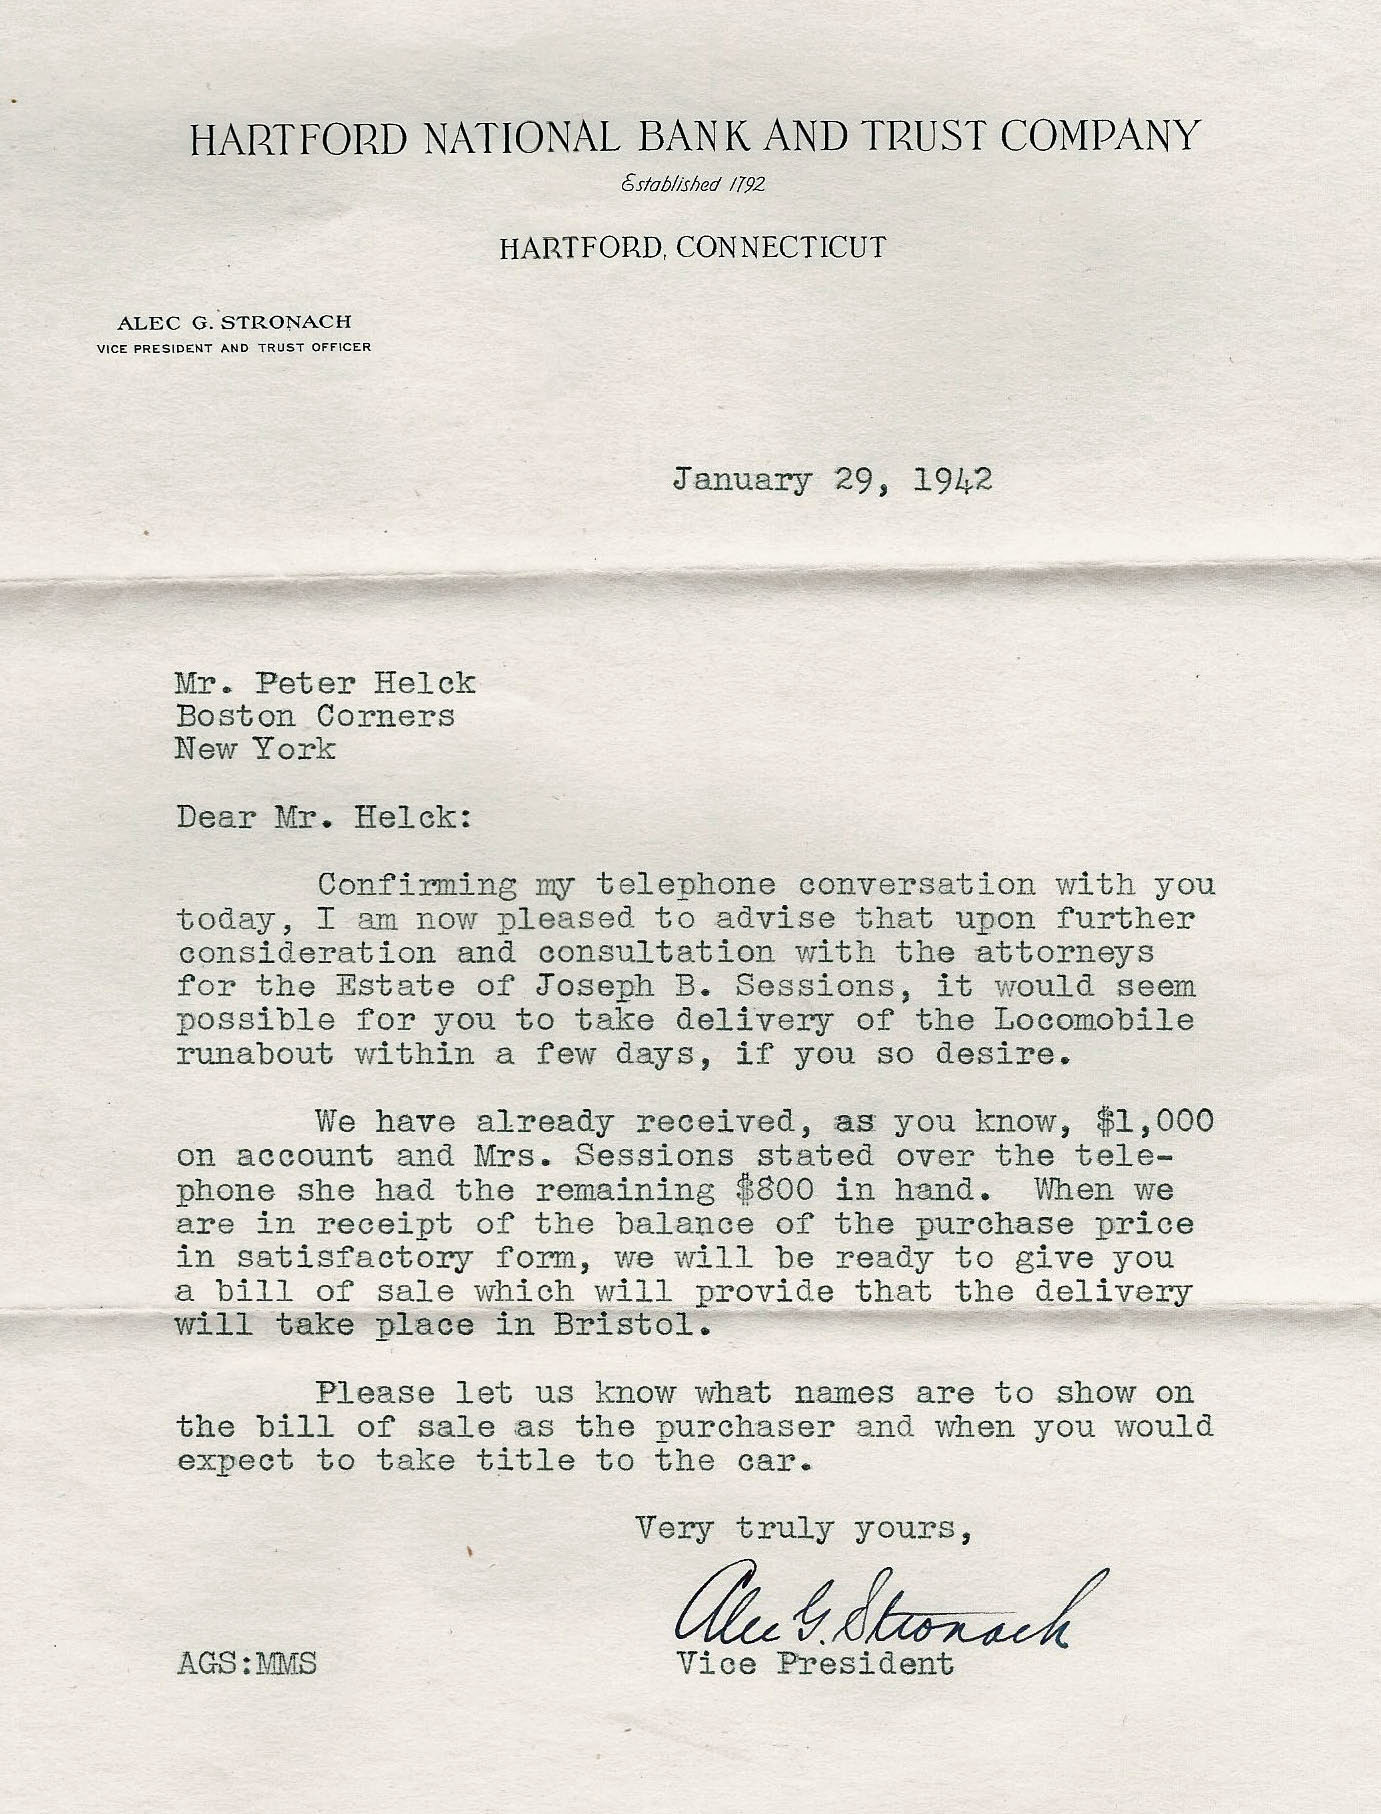 HARTFORD NATIONAL BANK AND TRUST COMPANY
Established 1792
HARTFORD, CONNECTICUT
ALEC G. STRONACH
VICE PRESIDENT AND TRUST OFFICER
January 29, 1942
Mr. Peter Helck
Boston Corners
New York
Dear Mr. Helck:
Confirming my telephone conversation with you
today, I am now pleased to advise that upon further
consideration and consultation with the attorneys
for the Estate of Joseph B. Sessions, it would seem
possible for you to take delivery of the Locomobile
runabout within a few days, if you so desire.
We have already received, as you know, $1,000
on account and Mrs. Sessions stated over the tele-
phone she had the remaining $800 in hand. When we
are in receipt of the balance of the purchase price
in satisfactory form, we will be ready to give you
a bill of sale which will provide that the delivery
will take place in Bristol.
Please let us know what names are to show on
the bill of sale as the purchaser and when you would
expect to take title to the car.
Very truly yours,
Alec G. Stronach
Vice President
AGS:MMS